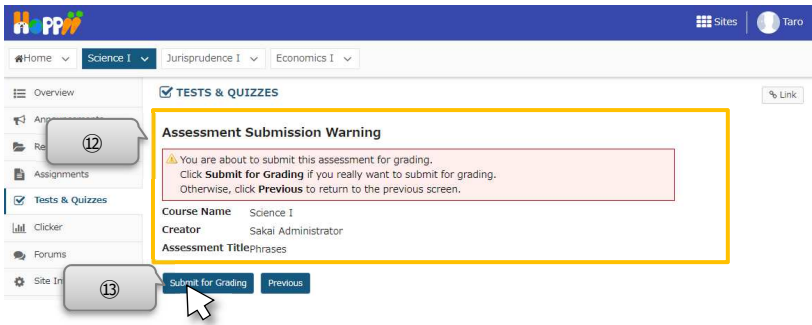 Hoppii
Sites
Taro
Home
Science I
Jurisprudence I
Economics I
Overview
TESTS & QUIZZES
Link
⑫
Assessment Submission Warning
You are about to submit this assessment for grading.
Click Submit for Grading if you really want to submit for grading.
Otherwise, click Previous to return to the previous screen.
Assignments
Tests & Quizzes
Course Name Science I
Clicker
Creator Sakai Administrator
Assessment Title Phrases
Forums
⑬
Submit for Grading
Previous